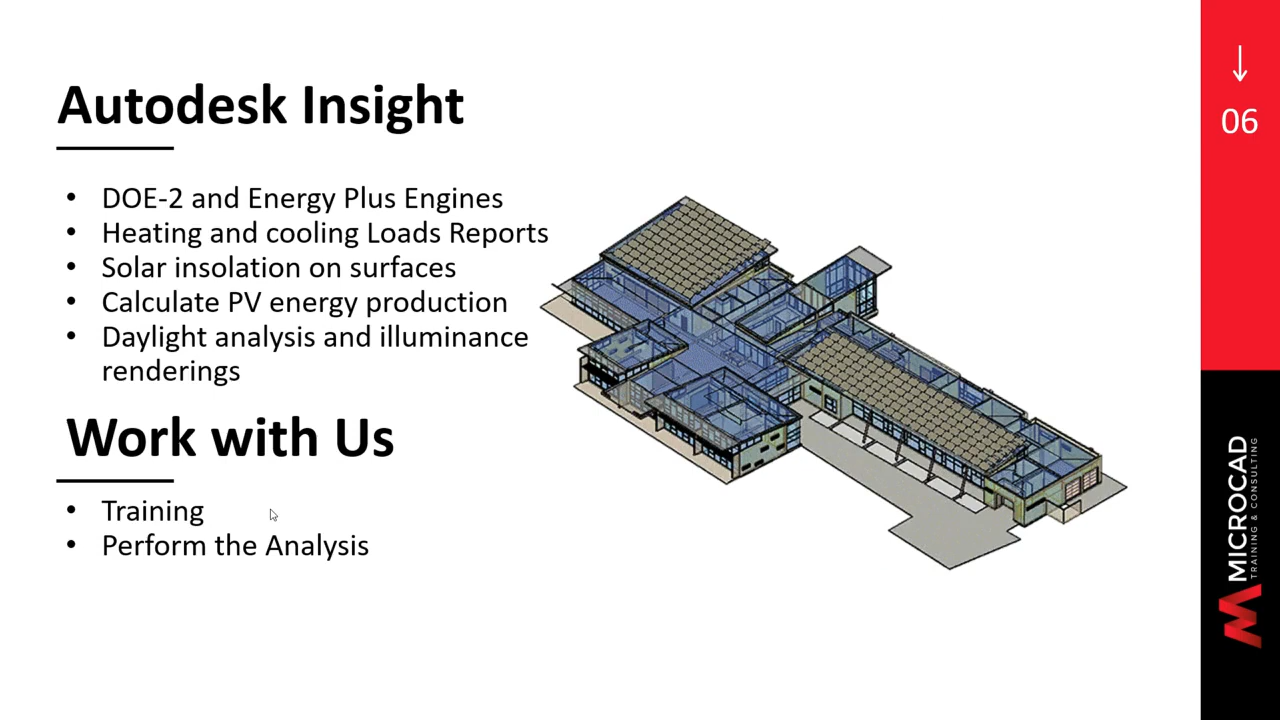 Autodesk Insight
• DOE-2 and Energy Plus Engines
• Heating and cooling Loads Reports
• Solar insolation on surfaces
• Calculate PV energy production
• Daylight analysis and illuminance
renderings
Work with Us
• Training
• Perform the Analysis
06
MICROCAD
TRAINING & CONSULTING